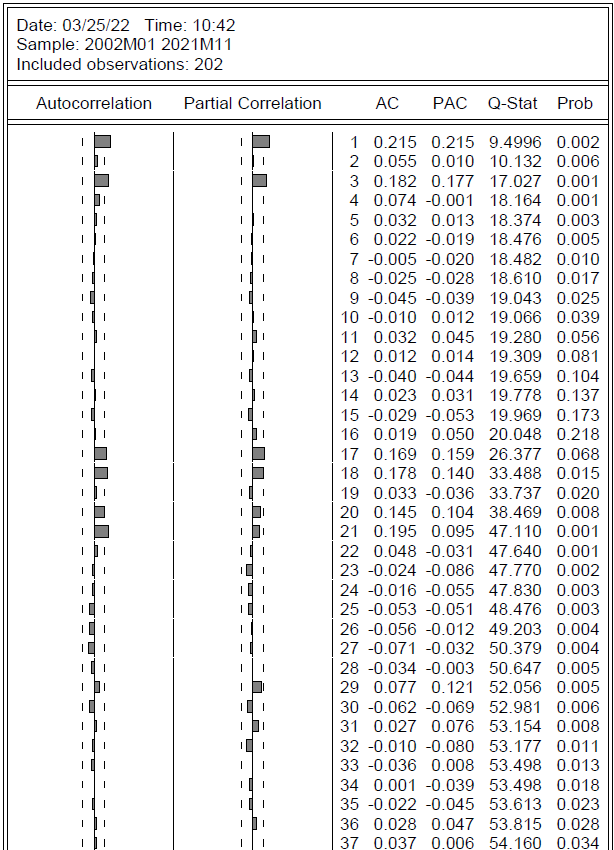 Date: 03/25/22 Time: 10:42
Sample: 2002M01 2021M11
Included observations: 202
Autocorrelation Partial Correlation AC PAC Q-Stat Prob
1 0.215 0.215 9.4996 0.002
2 0.055 0.010 10.132 0.006
3 0.182 0.177 17.027 0.001
4 0.074 -0.001 18.164 0.001
5 0.032 0.013 18.374 0.003
6 0.022 -0.019 18.476 0.005
7 -0.005 -0.020 18.482 0.010
8 -0.025 -0.028 18.610 0.017
9 -0.045 -0.039 19.043 0.025
10 -0.010 0.012 19.066 0.039
11 0.032 0.045 19.280 0.056
12 0.012 0.014 19.309 0.081
13 -0.040 -0.044 19.659 0.104
14 0.023 0.031 19.778 0.137
15 -0.029 -0.053 19.969 0.173
16 0.019 0.050 20.048 0.218
17 0.169 0.159 26.377 0.068
18 0.178 0.140 33.488 0.015
19 0.033 -0.036 33.737 0.020
20 0.145 0.104 38.469 0.008
21 0.195 0.095 47.110 0.001
22 0.048 -0.031 47.640 0.001
23 -0.024 -0.086 47.770 0.002
24 -0.016 -0.055 47.830 0.003
25 -0.053 -0.051 48.476 0.003
26 -0.056 -0.012 49.203 0.004
27 -0.071 -0.032 50.379 0.004
28 -0.034 -0.003 50.647 0.005
29 0.077 0.121 52.056 0.005
30 -0.062 -0.069 52.981 0.006
31 0.027 0.076 53.154 0.008
32 -0.010 -0.080 53.177 0.011
33 -0.036 0.008 53.498 0.013
34 0.001 -0.039 53.498 0.018
35 -0.022 -0.045 53.613 0.023
36 0.028 0.047 53.815 0.028
37 0.037 0.006 54.160 0.034